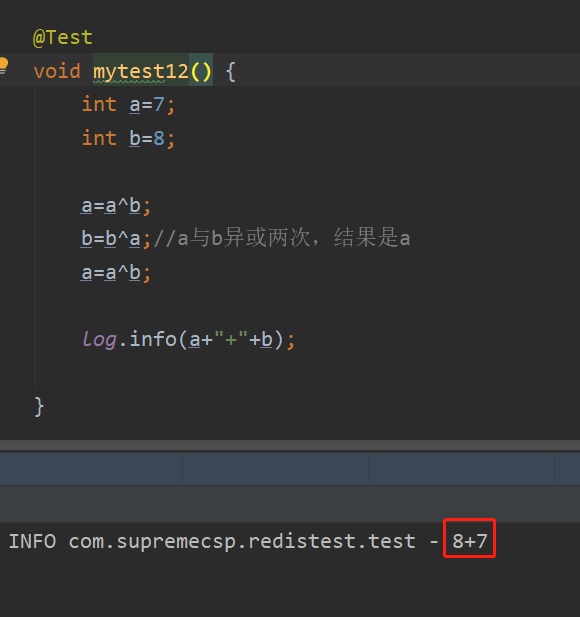 @Test
void mytest12() {
int a=7;
int b=8;
a=a^b;
b=b^a;//a与b异或两次，结果是a
a=a^b;
log.info(a+"+"+b);
}
INFO com.supremecsp.redistest.test - 8+7